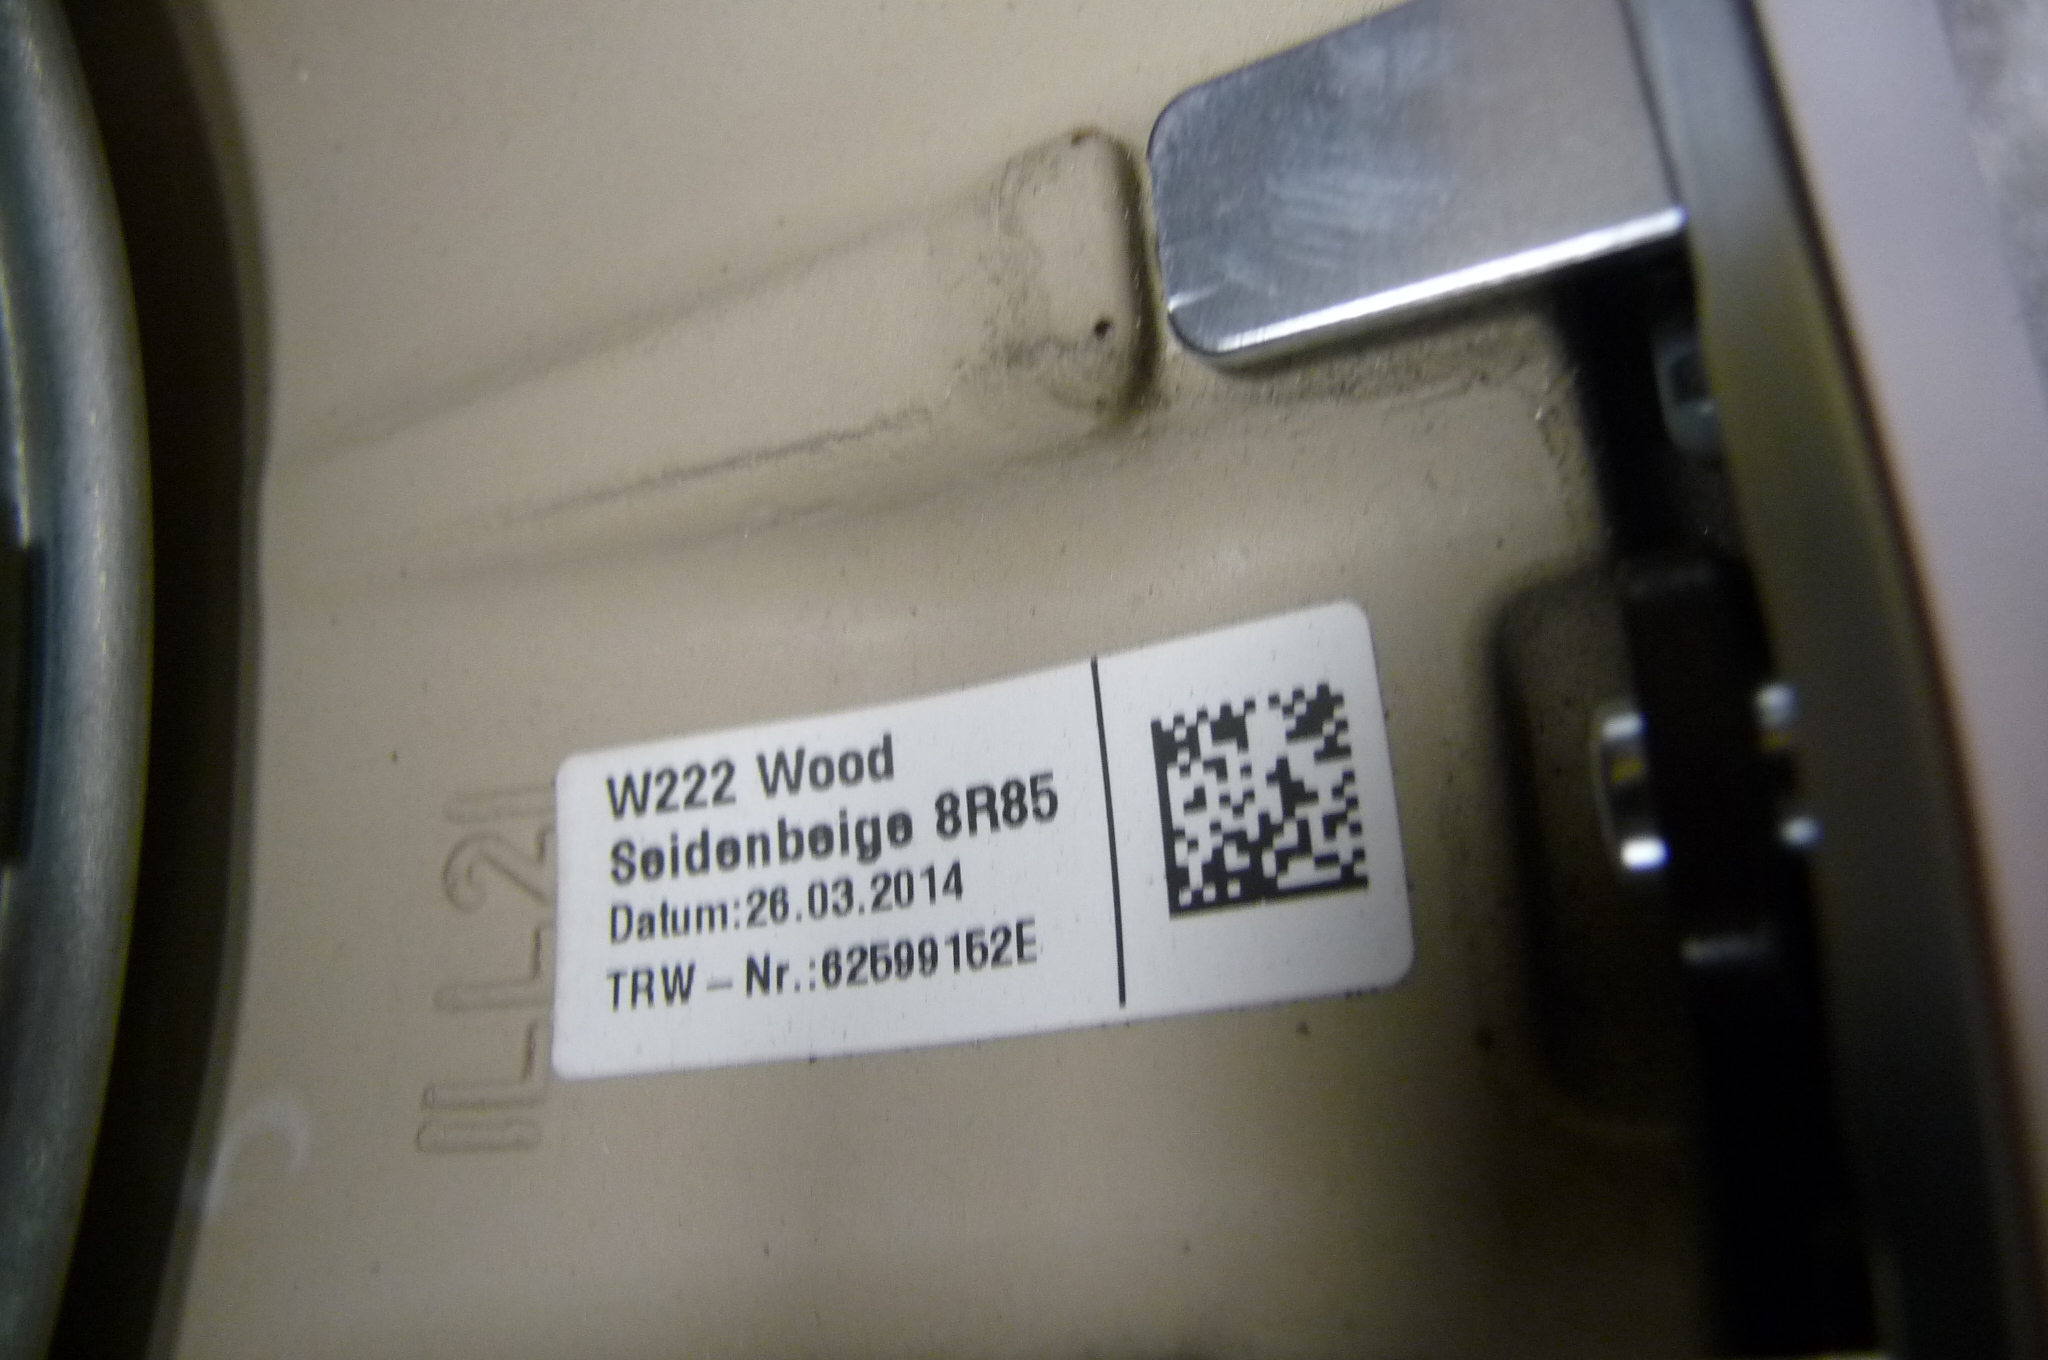 W222 Wood
Seidenbeige 8R85
Datum:26.03.2014
TRW – Nr.:62599152E